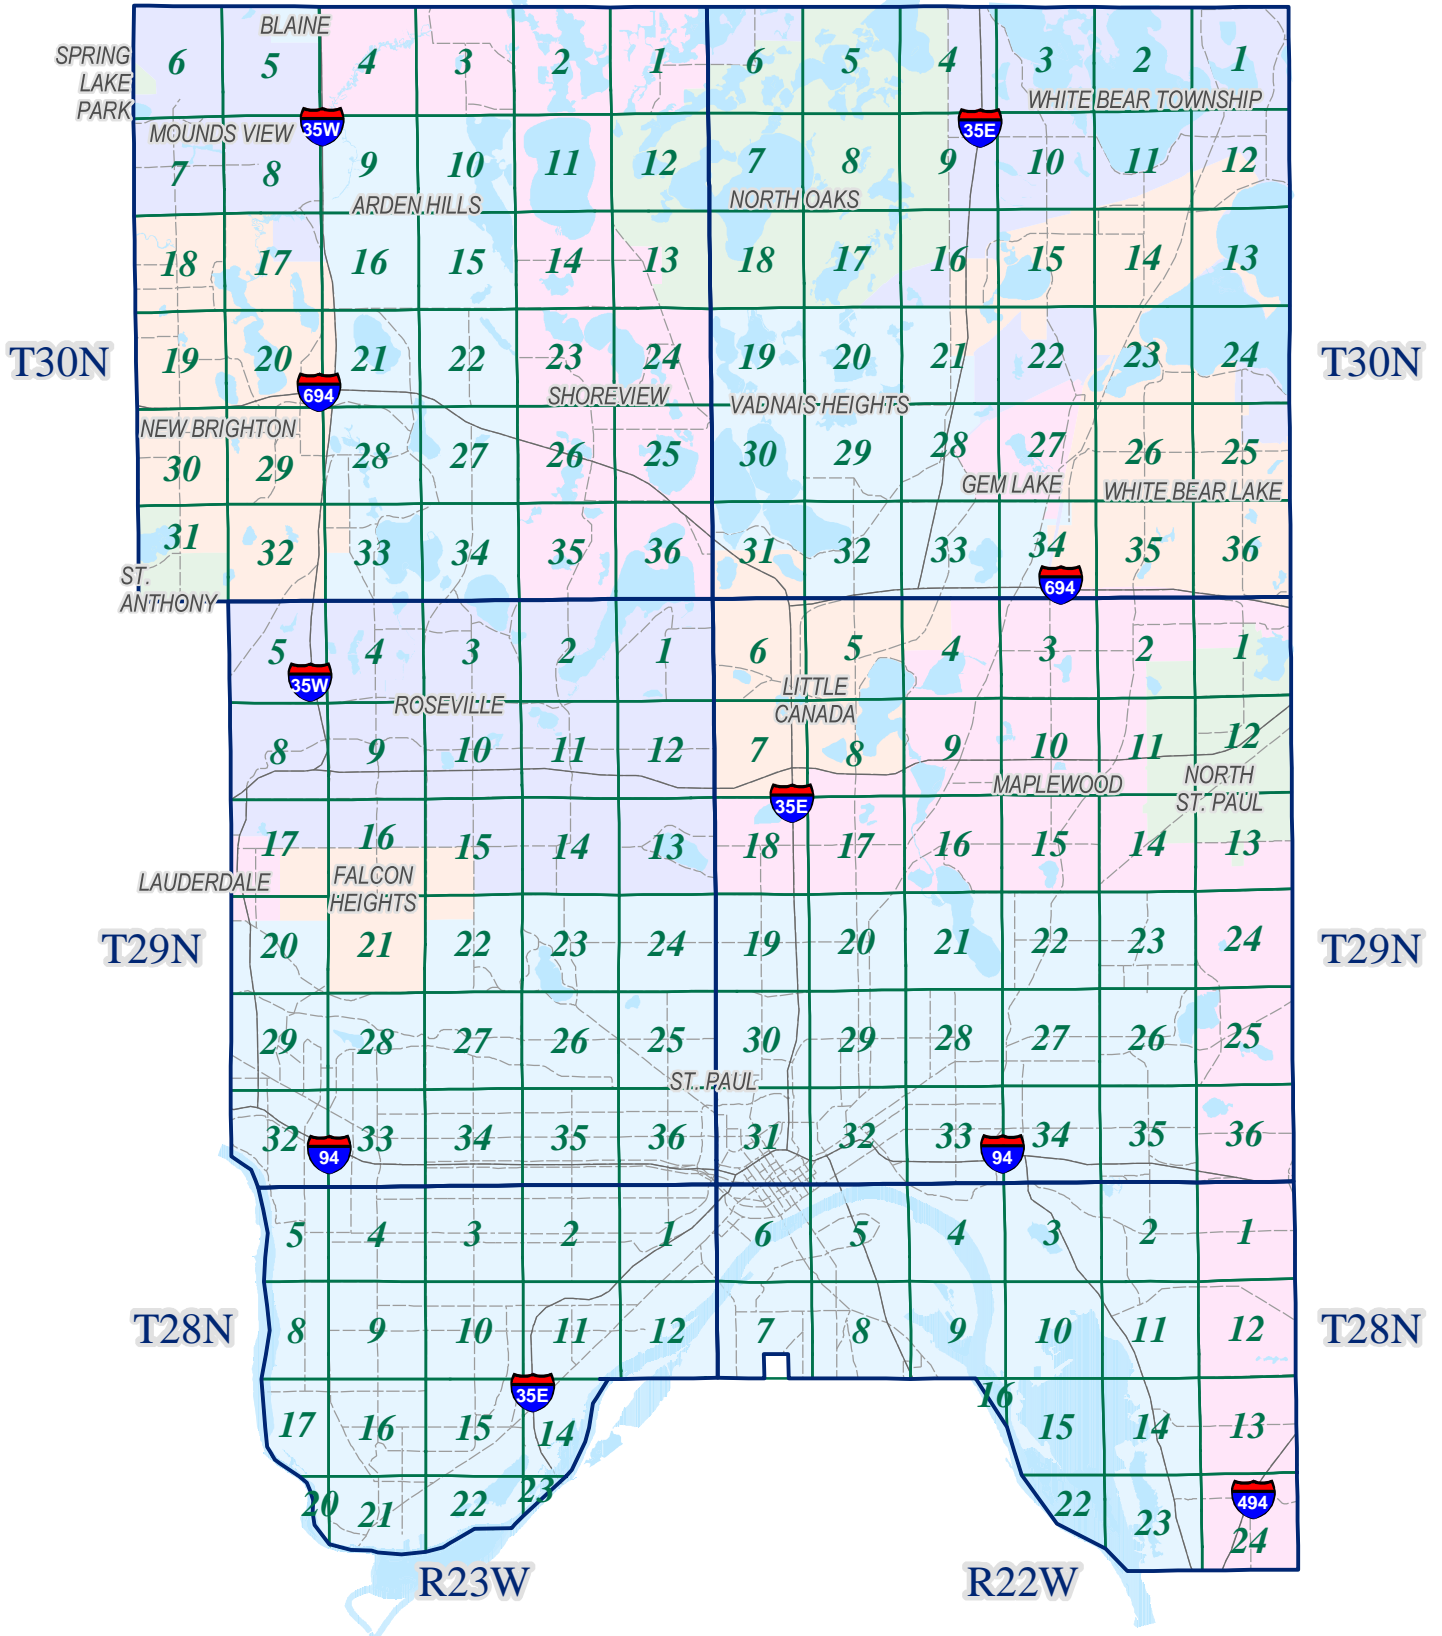 BLAINE
SPRING
LAKE
PARK
6 5 4 3 2 1 6 5 4 3 2 1
WHITE BEAR TOWNSHIP
MOUNDS VIEW 35W 35E
7 8 9 10 11 12 7 8 9 10 11 12
ARDEN HILLS NORTH OAKS
18 17 16 15 14 13 18 17 16 15 14 13
T30N 19 20 21 22 23 24 19 20 21 22 23 24 T30N
694 SHOREVIEW VADNAIS HEIGHTS
NEW BRIGHTON
30 29 28 27 26 25 30 29 28 27 26 25
GEM LAKE WHITE BEAR LAKE
31 32 33 34 35 36 31 32 33 34 35 36
ST.
ANTHONY
694
5 4 3 2 1 6 5 4 3 2 1
35W LITTLE
CANADA
ROSEVILLE
8 9 10 11 12 7 8 9 10 11 12
MAPLEWOOD
NORTH
ST. PAUL
35E
17 16 15 14 13 18 17 16 15 14 13
LAUDERDALE
FALCON
HEIGHTS
T29N 20 21 22 23 24 19 20 21 22 23 24 T29N
29 28 27 26 25 30 29 28 27 26 25
ST. PAUL
32 33 34 35 36 31 32 33 34 35 36
94 94
5 4 3 2 1 6 5 4 3 2 1
T28N 8 9 10 11 12 7 8 9 10 11 12 T28N
35E
17 16 15 14 16 15 14 13
20 21 22 23 22 23 24
494
R23W R22W